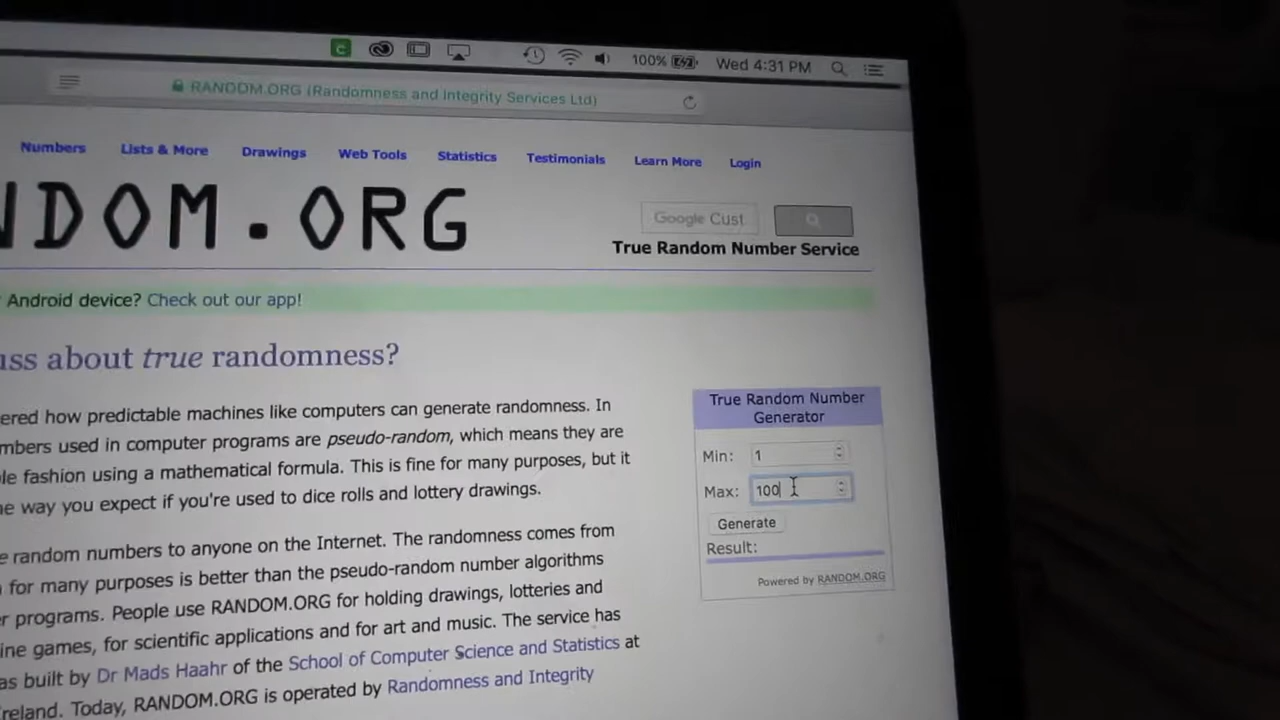 100% Wed 4:31 PM
RANDOM.ORG (Randomness and Integrity Services Ltd)
Numbers Lists & More Drawings Web Tools Statistics Testimonials Learn More Login
NDOM.ORG
Google Cust
True Random Number Service
Android device? Check out our app!
uss about true randomness?
ered how predictable machines like computers can generate randomness. In
mbers used in computer programs are pseudo-random, which means they are
le fashion using a mathematical formula. This is fine for many purposes, but it
he way you expect if you're used to dice rolls and lottery drawings.
e random numbers to anyone on the Internet. The randomness comes from
for many purposes is better than the pseudo-random number algorithms
r programs. People use RANDOM.ORG for holding drawings, lotteries and
ine games, for scientific applications and for art and music. The service has
as built by Dr Mads Haahr of the School of Computer Science and Statistics at
reland. Today, RANDOM.ORG is operated by Randomness and Integrity
True Random Number
Generator
Min: 1
Max: 100
Generate
Result:
Powered by RANDOM.ORG